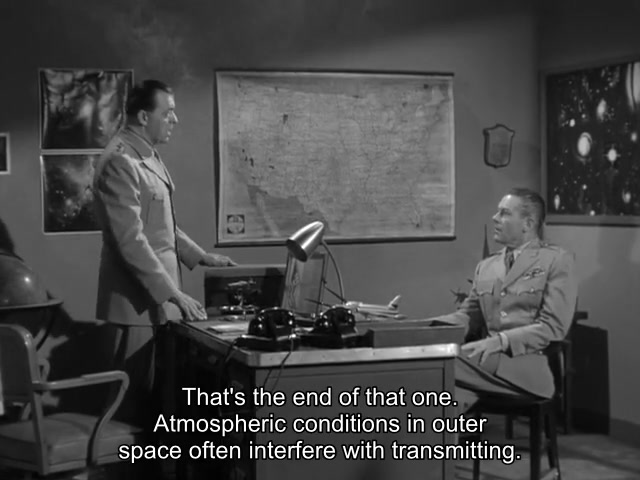 That's the end of that one.
Atmospheric conditions in outer
space often interfere with transmitting.